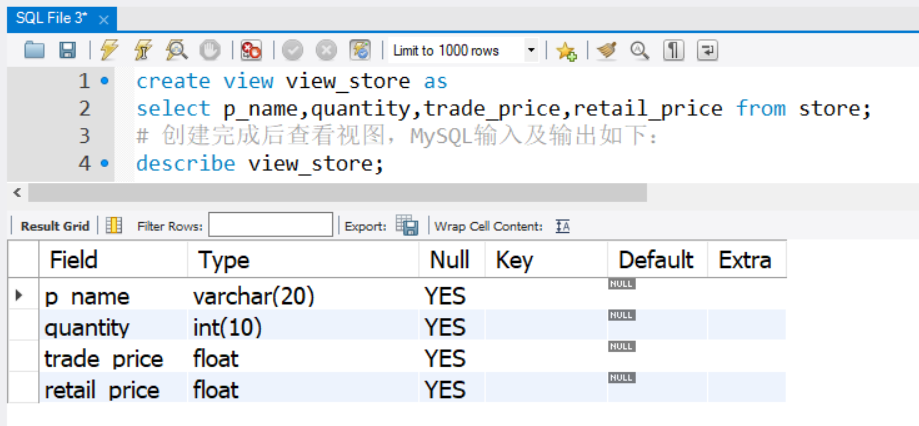 SQL File 3*
Limit to 1000 rows
1 create view view_store as
2 select p_name,quantity,trade_price,retail_price from store;
3 # 创建完成后查看视图，MySQL输入及输出如下：
4 describe view_store;
Result Grid Filter Rows: Export: Wrap Cell Content:
Field Type Null Key Default Extra
p_name varchar(20) YES NULL
quantity int(10) YES NULL
trade_price float YES NULL
retail_price float YES NULL